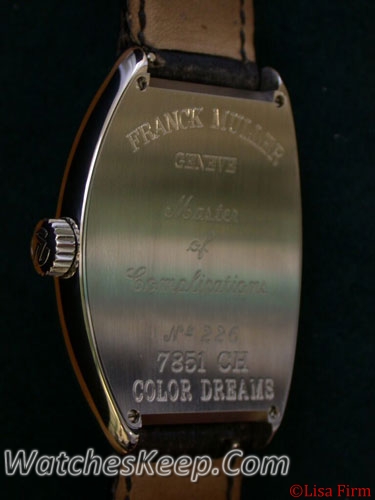 FRANCK MULLER
GENEVE
Master
of
Complications
Nº 226
7851 CH
COLOR DREAMS
WatchesKeep.Com
©Lisa Firm